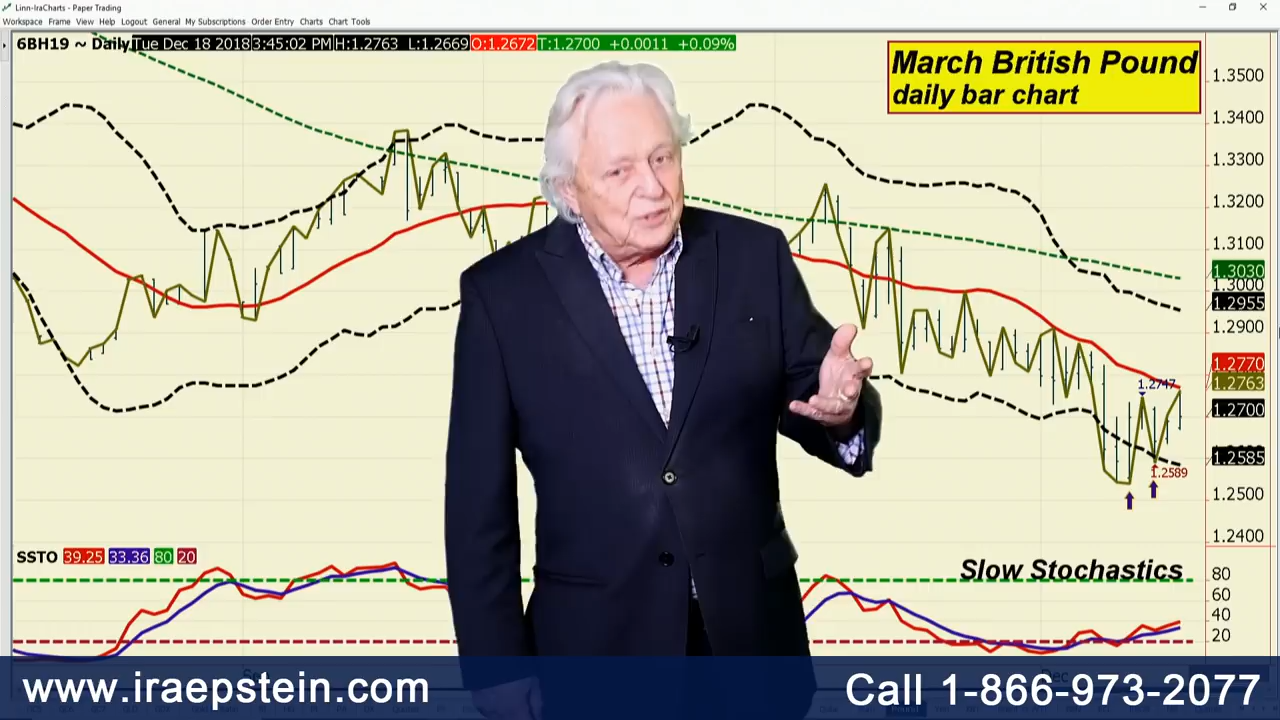 Linn-IraCharts - Paper Trading
Workspace Frame View Help Logout General My Subscriptions Order Entry Charts Chart Tools
6BH19 ~ Daily Tue Dec 18 2018 3:45:02 PM H:1.2763 L:1.2669 O:1.2672 T:1.2700 +0.0011 +0.09%
March British Pound
daily bar chart
1.3500
1.3400
1.3300
1.3200
1.3100
1.3030
1.3000
1.2955
1.2900
1.2770
1.2763
1.2747
1.2700
1.2585
1.2589
1.2500
1.2400
SSTO 39.25 33.36 80 20
Slow Stochastics
80
60
40
20
www.iraepstein.com
Call 1-866-973-2077